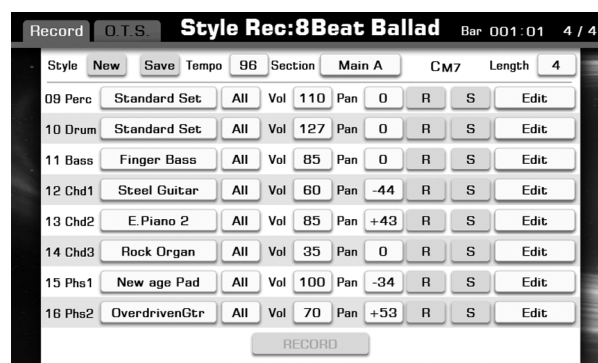 Record O.T.S. Style Rec:8Beat Ballad Bar 001:01 4 / 4
Style New Save Tempo 96 Section Main A CM7 Length 4
09 Perc Standard Set All Vol 110 Pan 0 R S Edit
10 Drum Standard Set All Vol 127 Pan 0 R S Edit
11 Bass Finger Bass All Vol 85 Pan 0 R S Edit
12 Chd1 Steel Guitar All Vol 60 Pan -44 R S Edit
13 Chd2 E.Piano 2 All Vol 85 Pan +43 R S Edit
14 Chd3 Rock Organ All Vol 35 Pan 0 R S Edit
15 Phs1 New age Pad All Vol 100 Pan -34 R S Edit
16 Phs2 OverdrivenGtr All Vol 70 Pan +53 R S Edit
RECORD